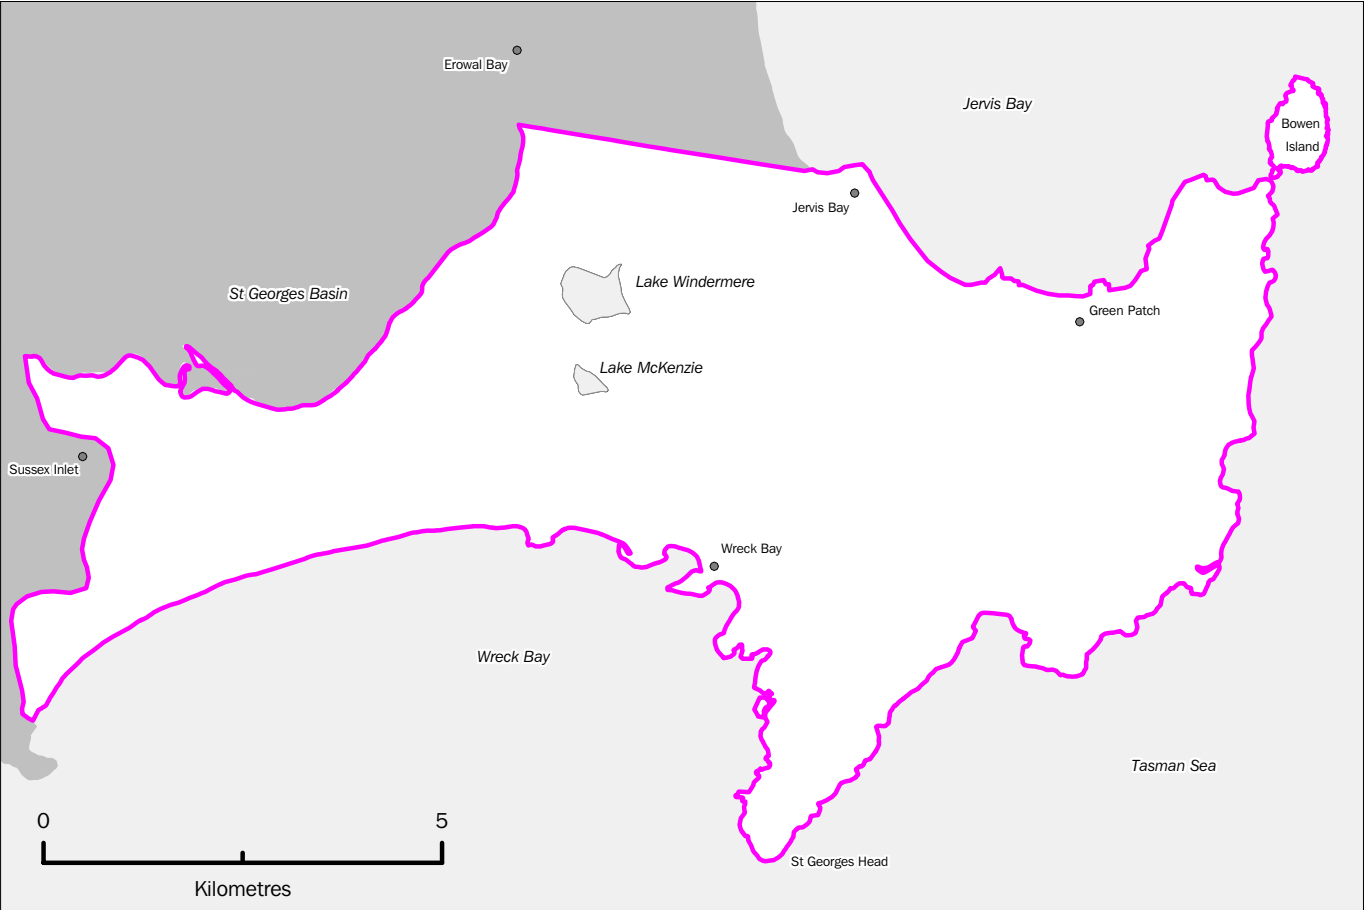 Erowal Bay
Jervis Bay
Bowen
Island
Jervis Bay
Lake Windermere
St Georges Basin
Green Patch
Lake McKenzie
Sussex Inlet
Wreck Bay
Wreck Bay
Tasman Sea
0 5
St Georges Head
Kilometres